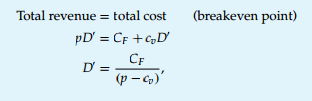 Total revenue = total cost (breakeven point)
pD′ = C_F + c_vD′
D′ = C_F / (p − c_v),